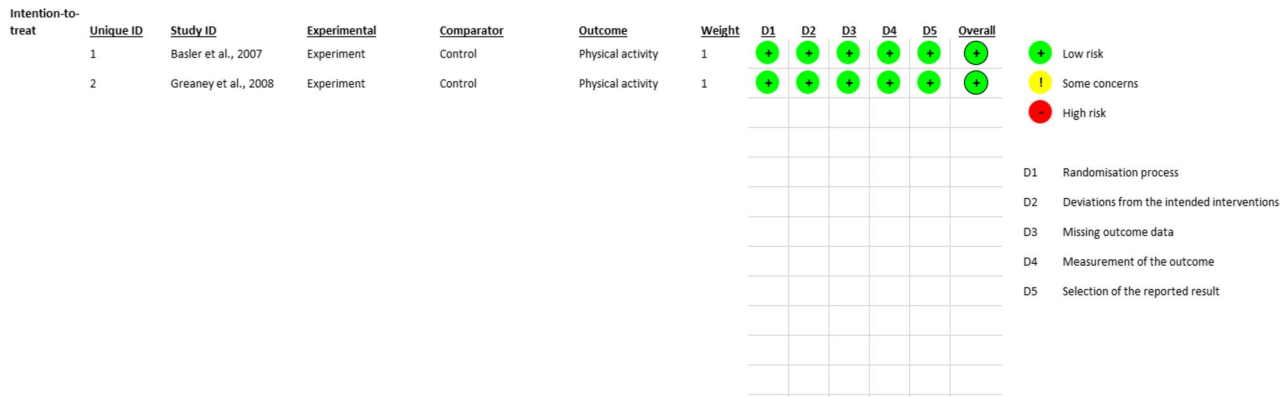 Intention-to-
treat Unique ID Study ID Experimental Comparator Outcome Weight D1 D2 D3 D4 D5 Overall
1 Basler et al., 2007 Experiment Control Physical activity 1 + + + + + + + Low risk
2 Greaney et al., 2008 Experiment Control Physical activity 1 + + + + + + ! Some concerns
- High risk
D1 Randomisation process
D2 Deviations from the intended interventions
D3 Missing outcome data
D4 Measurement of the outcome
D5 Selection of the reported result